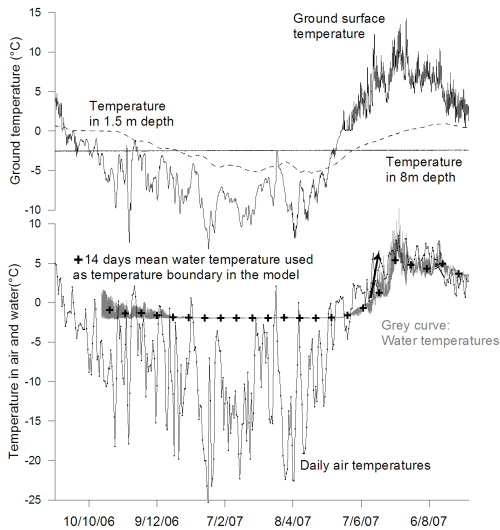 15
10
5
0
-5
-10
-15
Ground temperature (°C)
Ground surface
temperature
Temperature
in 1.5 m depth
Temperature
in 8m depth
10
5
0
-5
-10
-15
-20
-25
Temperature in air and water(°C)
+14 days mean water temperature used
as temperature boundary in the model
Grey curve:
Water temperatures
Daily air temperatures
10/10/06
9/12/06
7/2/07
8/4/07
7/6/07
6/8/07